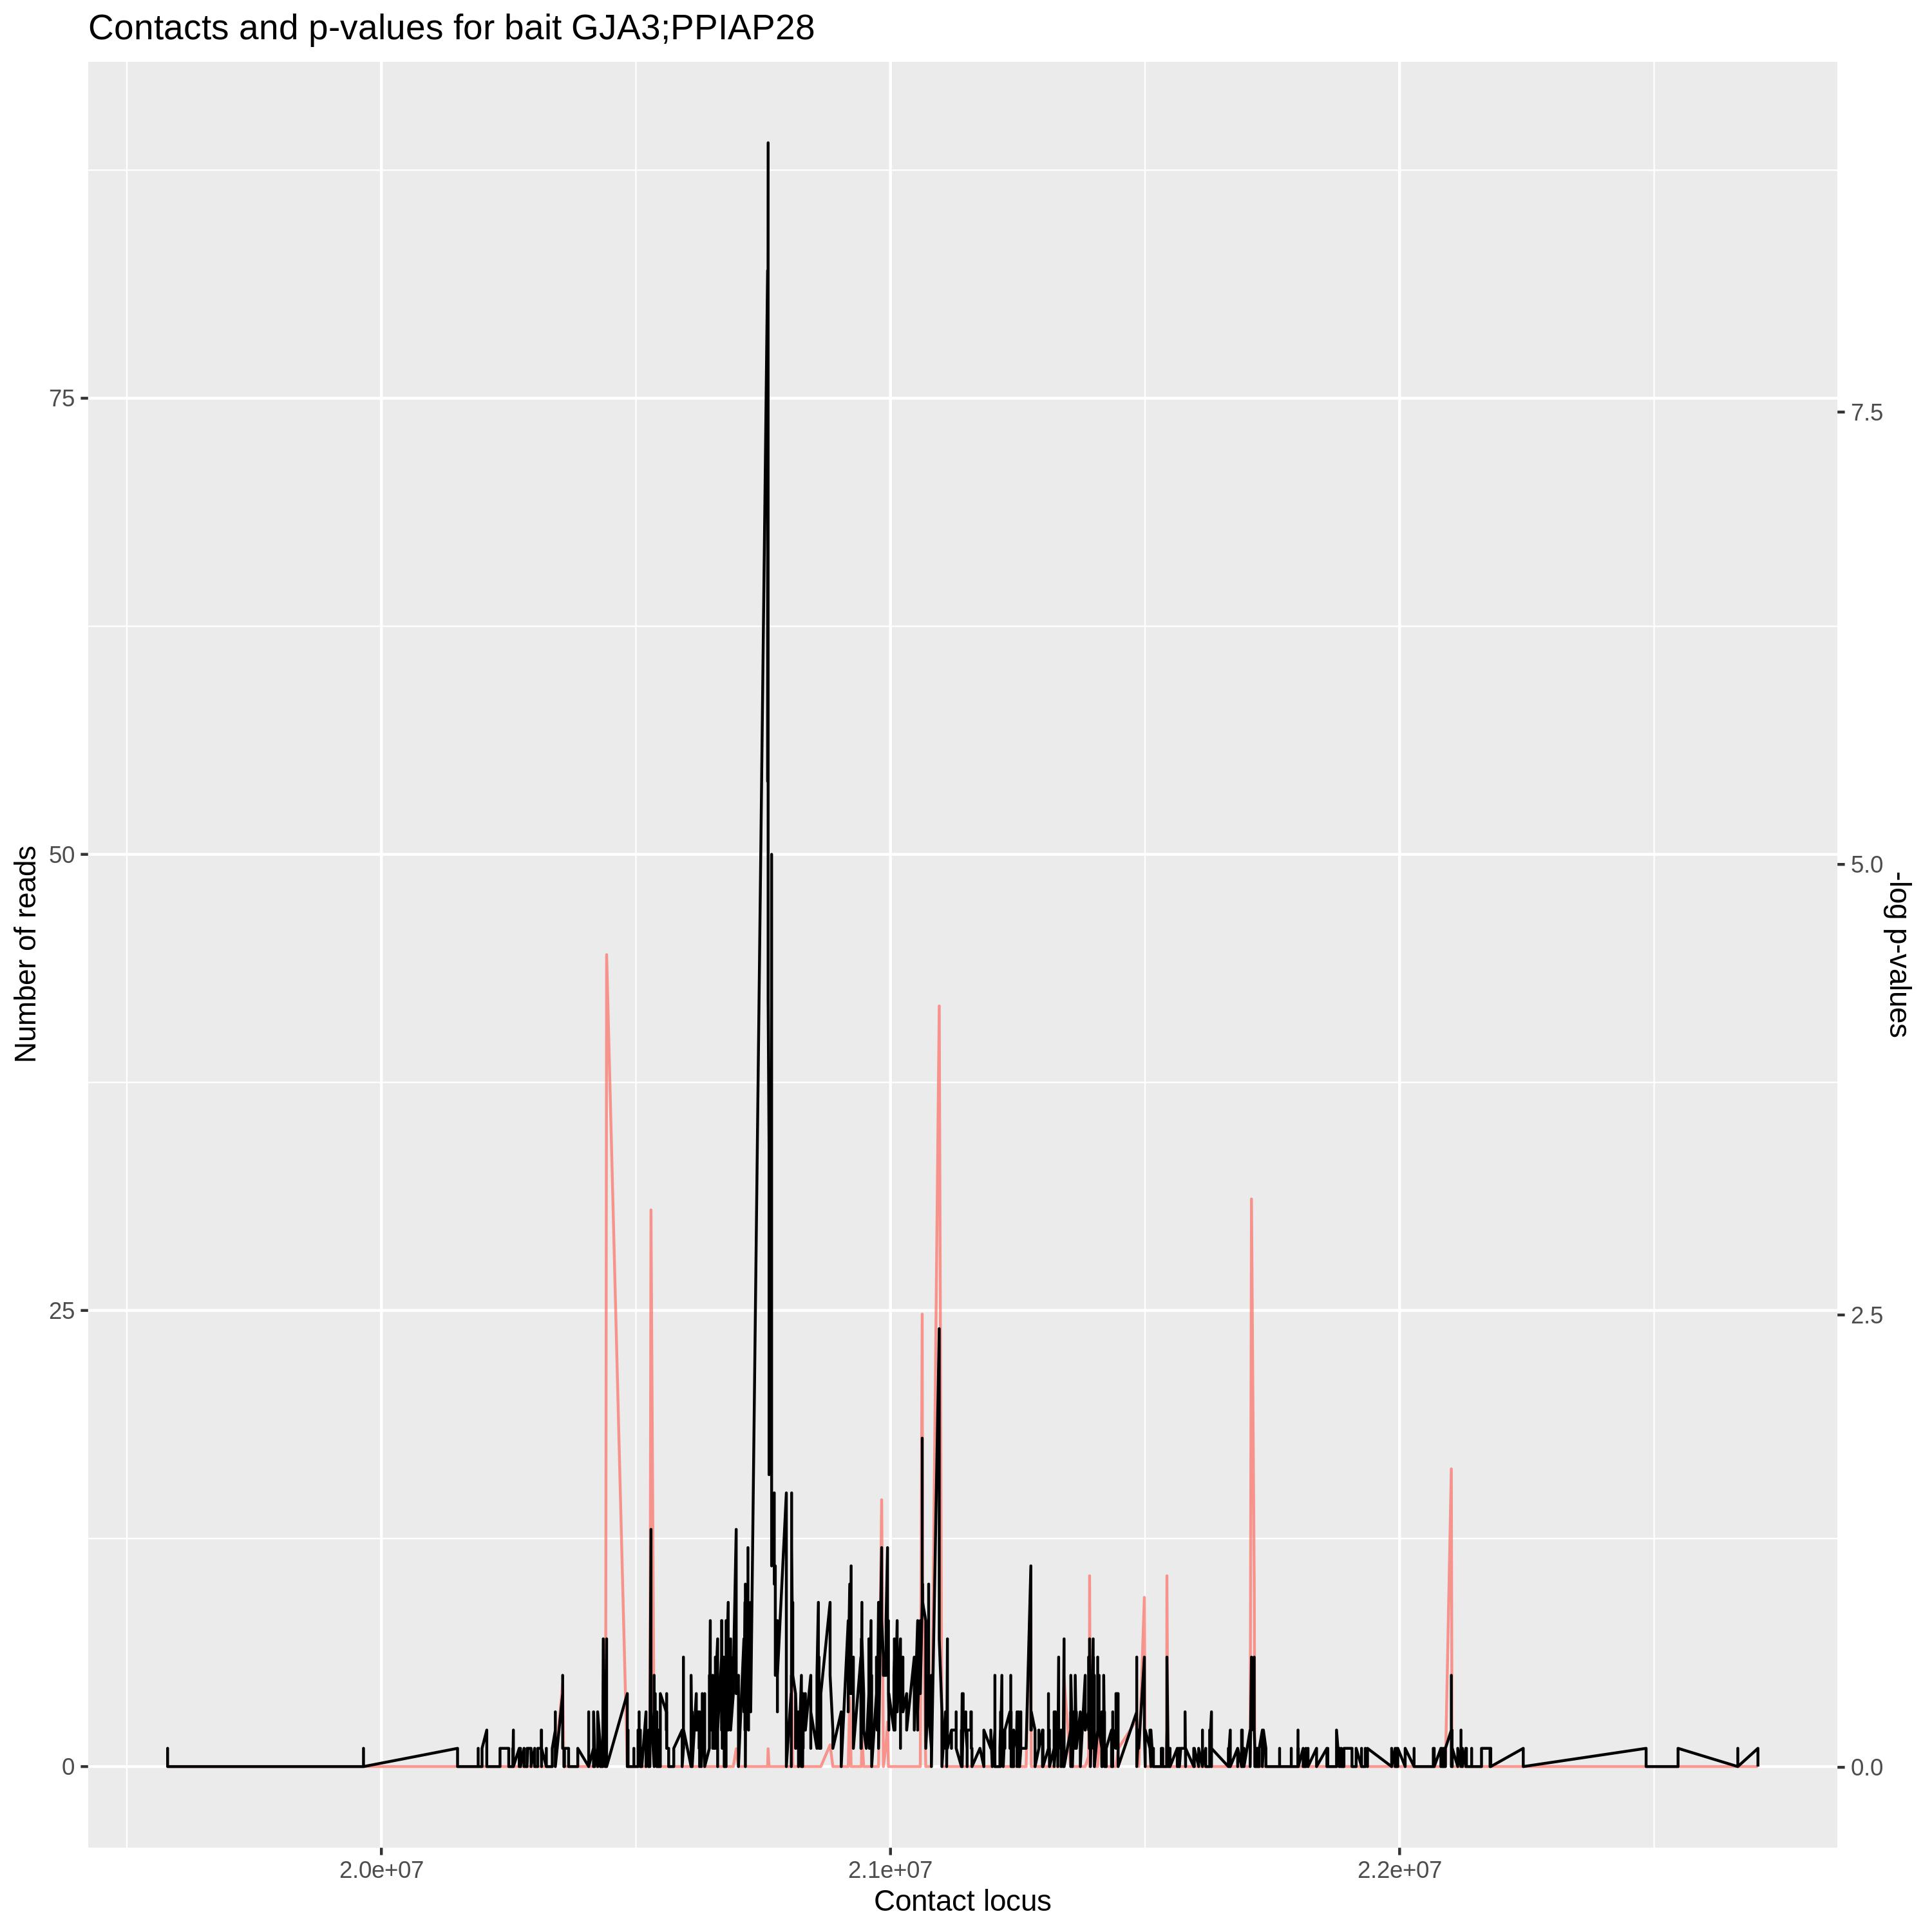 Contacts and p-values for bait GJA3;PPIAP28
75
50
25
0
7.5
5.0
2.5
0.0
Number of reads
-log p-values
2.0e+07
2.1e+07
2.2e+07
Contact locus